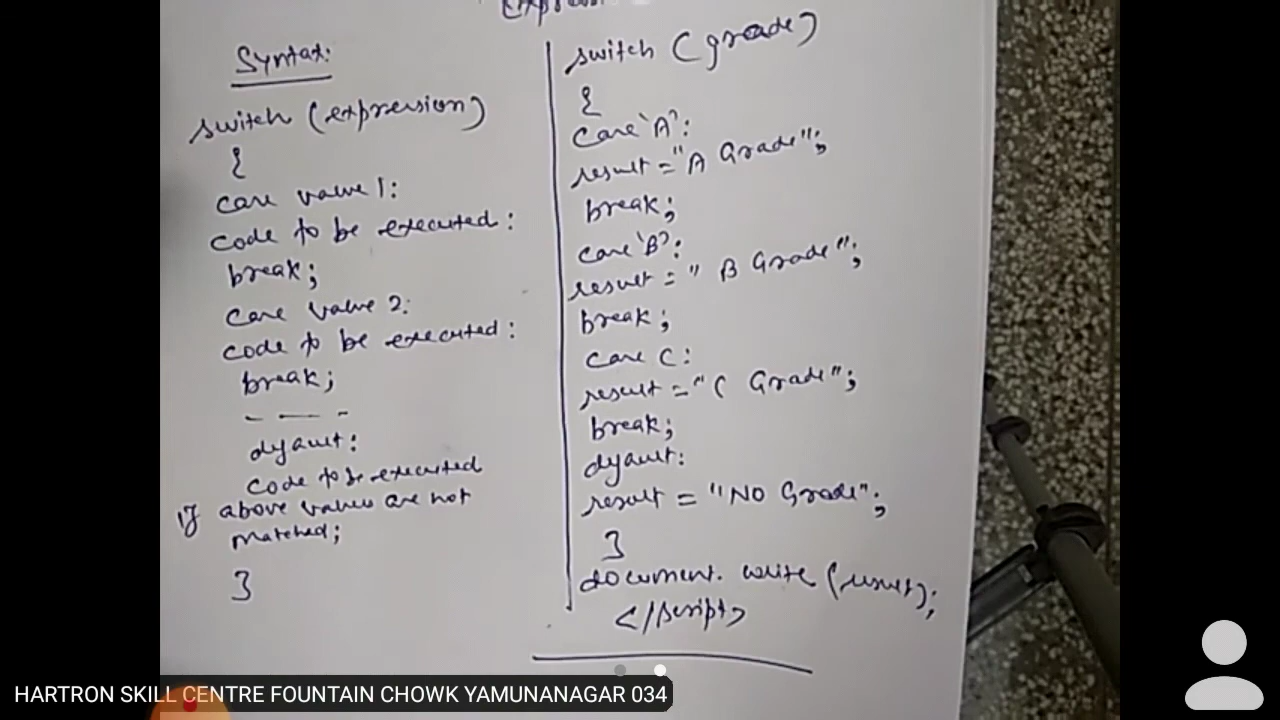 Syntax:
switch (expression)
{
case value 1:
code to be executed:
break;
case value 2:
code to be executed:
break;
- — -
default:
code to be executed
if above values are not
matched;
}
switch (grade)
{
case 'A':
result = "A Grade";
break;
case 'B':
result = " B Grade";
break;
case C:
result = "C Grade";
break;
default:
result = "NO Grade";
}
document. write (result);
</script>
HARTRON SKILL CENTRE FOUNTAIN CHOWK YAMUNANAGAR 034